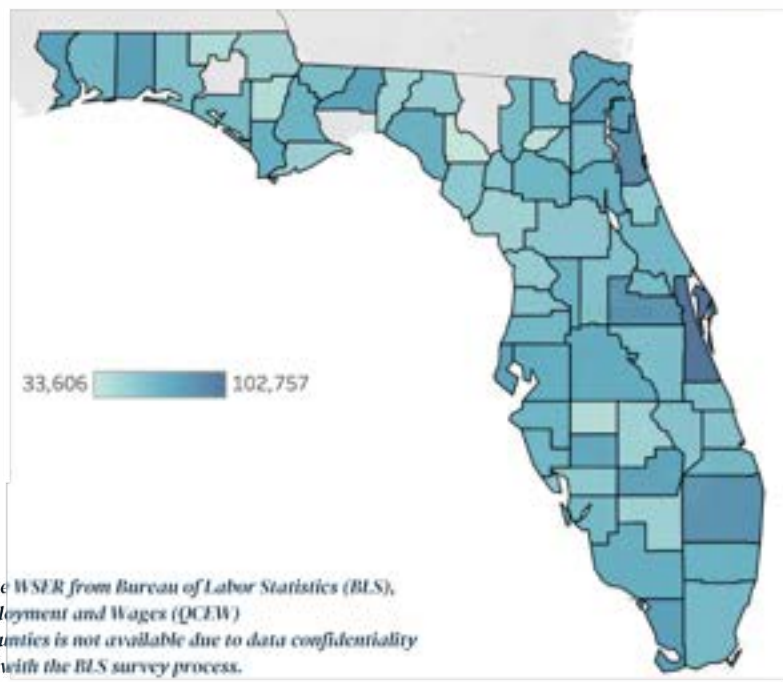 33,606 102,757
e WSER from Bureau of Labor Statistics (BLS),
loyment and Wages (QCEW)
unties is not available due to data confidentiality
with the BLS survey process.